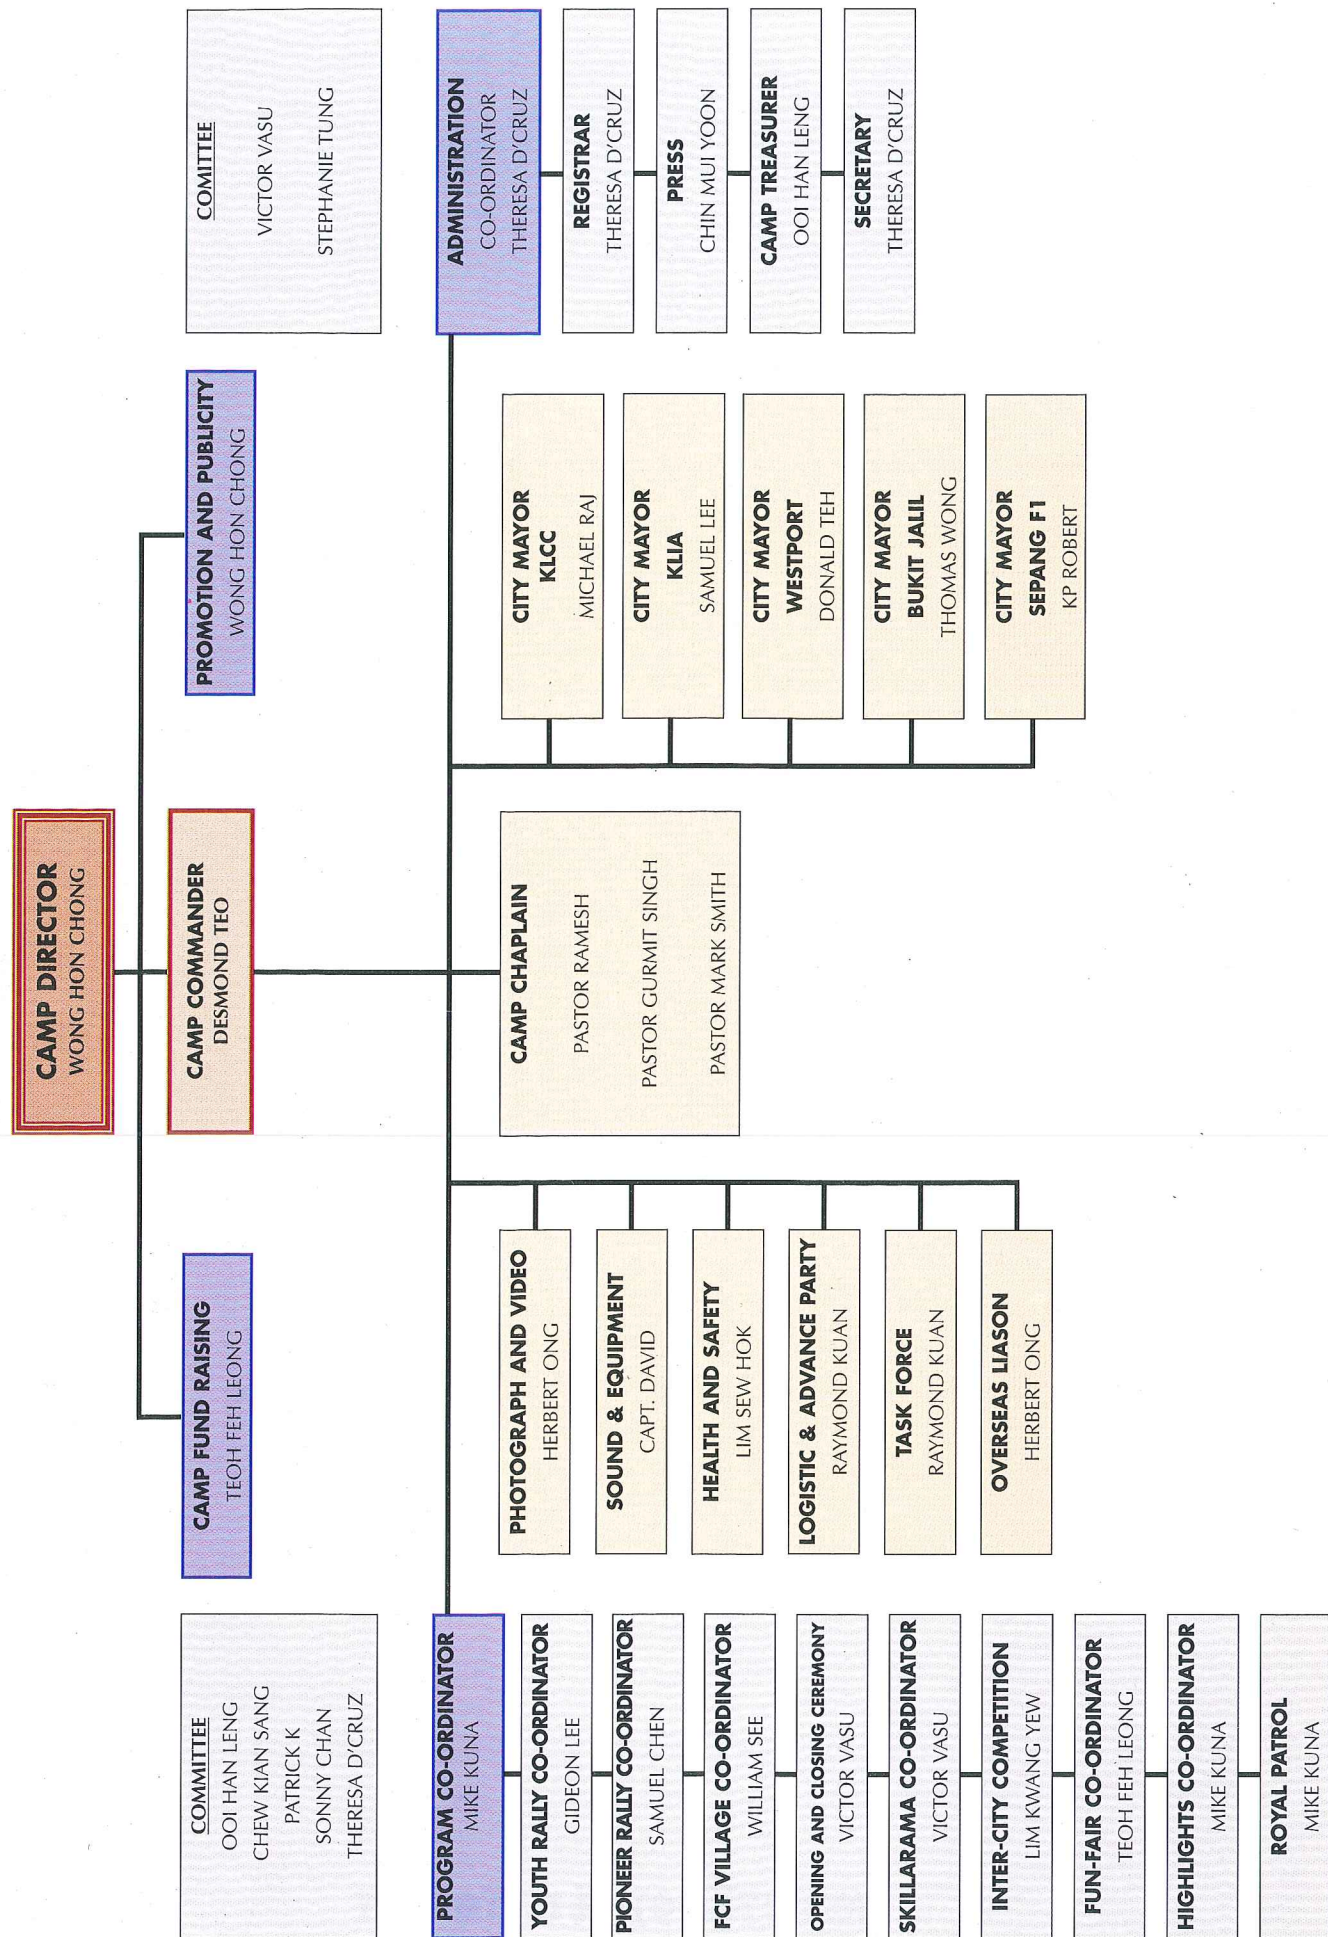 CAMP DIRECTOR
WONG HON CHONG
CAMP FUND RAISING
TEOH FEH LEONG
CAMP COMMANDER
DESMOND TEO
PROMOTION AND PUBLICITY
WONG HON CHONG
COMMITTEE
OOI HAN LENG
CHEW KIAN SANG
PATRICK K
SONNY CHAN
THERESA D'CRUZ
COMITTEE
VICTOR VASU
STEPHANIE TUNG
PROGRAM CO-ORDINATOR
MIKE KUNA
YOUTH RALLY CO-ORDINATOR
GIDEON LEE
PIONEER RALLY CO-ORDINATOR
SAMUEL CHEN
FCF VILLAGE CO-ORDINATOR
WILLIAM SEE
OPENING AND CLOSING CEREMONY
VICTOR VASU
SKILLARAMA CO-ORDINATOR
VICTOR VASU
INTER-CITY COMPETITION
LIM KWANG YEW
FUN-FAIR CO-ORDINATOR
TEOH FEH LEONG
HIGHLIGHTS CO-ORDINATOR
MIKE KUNA
ROYAL PATROL
MIKE KUNA
PHOTOGRAPH AND VIDEO
HERBERT ONG
SOUND & EQUIPMENT
CAPT. DAVID
HEALTH AND SAFETY
LIM SEW HOK
LOGISTIC & ADVANCE PARTY
RAYMOND KUAN
TASK FORCE
RAYMOND KUAN
OVERSEAS LIASON
HERBERT ONG
CAMP CHAPLAIN
PASTOR RAMESH
PASTOR GURMIT SINGH
PASTOR MARK SMITH
CITY MAYOR
KLCC
MICHAEL RAJ
CITY MAYOR
KLIA
SAMUEL LEE
CITY MAYOR
WESTPORT
DONALD TEH
CITY MAYOR
BUKIT JALIL
THOMAS WONG
CITY MAYOR
SEPANG F1
KP ROBERT
ADMINISTRATION
CO-ORDINATOR
THERESA D'CRUZ
REGISTRAR
THERESA D'CRUZ
PRESS
CHIN MUI YOON
CAMP TREASURER
OOI HAN LENG
SECRETARY
THERESA D'CRUZ